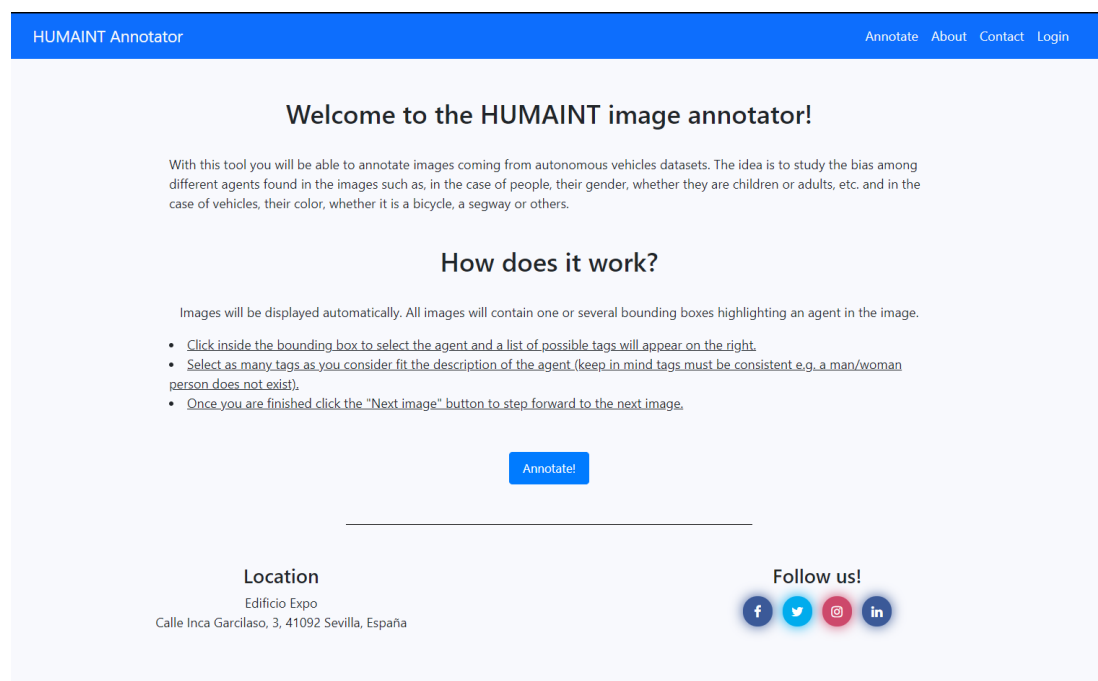 HUMAINT Annotator
Annotate About Contact Login
Welcome to the HUMAINT image annotator!
With this tool you will be able to annotate images coming from autonomous vehicles datasets. The idea is to study the bias among
different agents found in the images such as, in the case of people, their gender, whether they are children or adults, etc. and in the
case of vehicles, their color, whether it is a bicycle, a segway or others.
How does it work?
Images will be displayed automatically. All images will contain one or several bounding boxes highlighting an agent in the image.
• Click inside the bounding box to select the agent and a list of possible tags will appear on the right.
• Select as many tags as you consider fit the description of the agent (keep in mind tags must be consistent e.g. a man/woman
person does not exist).
• Once you are finished click the "Next image" button to step forward to the next image.
Annotate!
Location
Edificio Expo
Calle Inca Garcilaso, 3, 41092 Sevilla, España
Follow us!